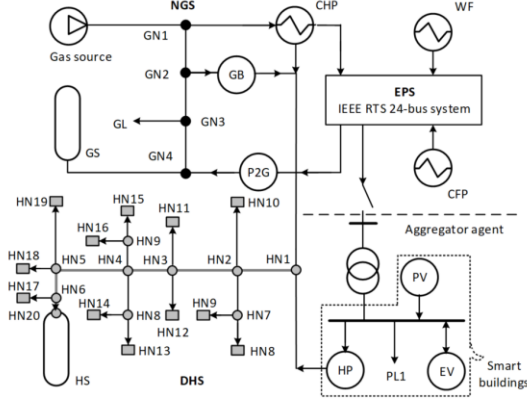 NGS
CHP
WF
GN1
Gas source
GN2
GB
EPS
IEEE RTS 24-bus system
GL
GN3
GS
GN4
P2G
CFP
HN19
HN15
HN11
HN10
Aggregator agent
HN16
HN9
HN18
HN5
HN4
HN3
HN2
HN1
PV
HN17
HN6
HN14
HN8
HN9
HN7
HN20
HN12
HN13
HN8
HP
PL1
EV
Smart
buildings
HS
DHS